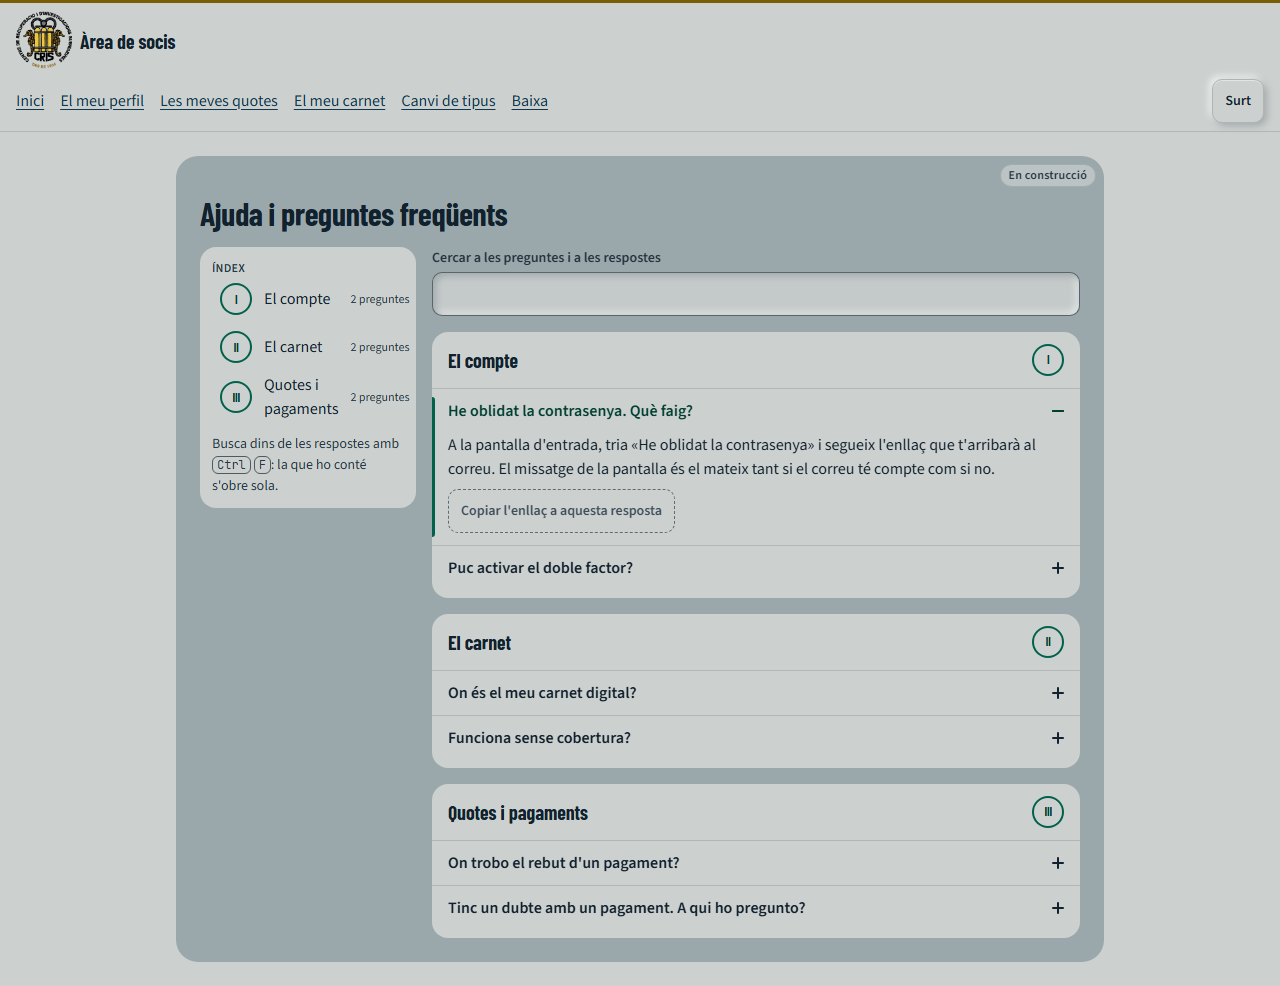 CENTRE DE RECUPERACIÓ I D'INVESTIGACIONS SUBMARINES
CRIS
Àrea de socis
Inici El meu perfil Les meves quotes El meu carnet Canvi de tipus Baixa Surt
En construcció
Ajuda i preguntes freqüents
ÍNDEX
I El compte 2 preguntes
II El carnet 2 preguntes
III Quotes i pagaments 2 preguntes
Busca dins de les respostes amb
Ctrl F: la que ho conté
s'obre sola.
Cercar a les preguntes i a les respostes
El compte I
He oblidat la contrasenya. Què faig?
A la pantalla d'entrada, tria «He oblidat la contrasenya» i segueix l'enllaç que t'arribarà al
correu. El missatge de la pantalla és el mateix tant si el correu té compte com si no.
Copiar l'enllaç a aquesta resposta
Puc activar el doble factor?
El carnet II
On és el meu carnet digital?
Funciona sense cobertura?
Quotes i pagaments III
On trobo el rebut d'un pagament?
Tinc un dubte amb un pagament. A qui ho pregunto?